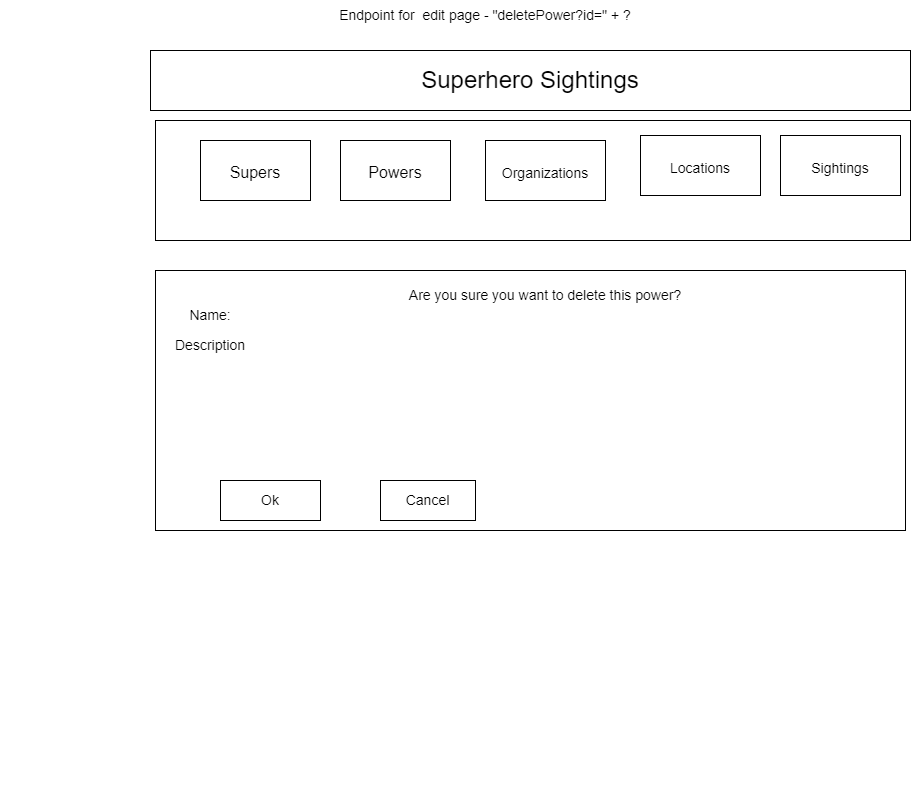 Endpoint for  edit page - "deletePower?id=" + ?
Superhero Sightings
Supers
Powers
Organizations
Locations
Sightings
Are you sure you want to delete this power?
Name:
Description
Ok
Cancel